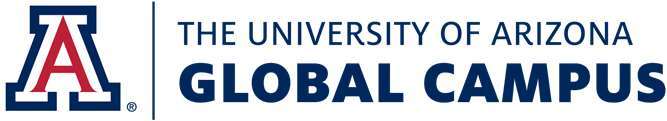 A®
THE UNIVERSITY OF ARIZONA
GLOBAL CAMPUS